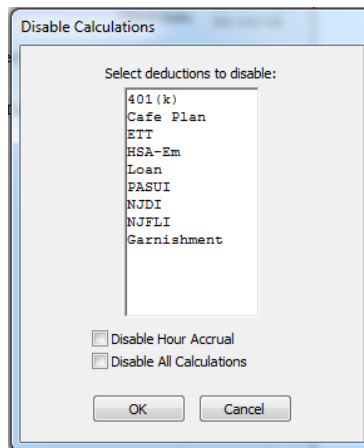 Disable Calculations
Select deductions to disable:
401(k)
Cafe Plan
ETT
HSA-Em
Loan
PASUI
NJDI
NJFLI
Garnishment
Disable Hour Accrual
Disable All Calculations
OK
Cancel